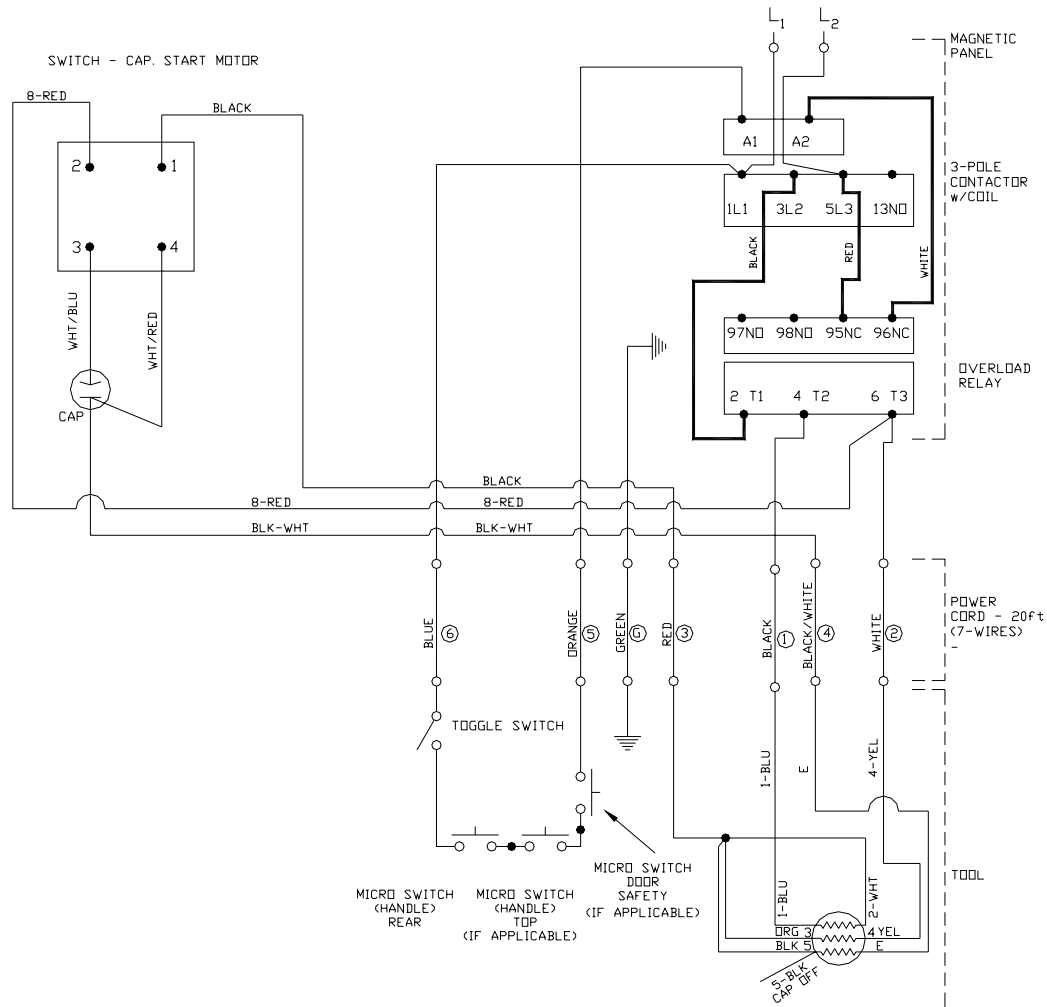 L1
L2
MAGNETIC
PANEL
SWITCH - CAP. START MOTOR
8-RED
BLACK
A1
A2
2
1
3-POLE
CONTACTOR
W/COIL
1L1
3L2
5L3
13NO
3
4
BLACK
RED
WHITE
WHT/BLU
WHT/RED
97NO
98NO
95NC
96NC
OVERLOAD
RELAY
2 T1
4 T2
6 T3
CAP
BLACK
8-RED
8-RED
BLK-WHT
BLK-WHT
POWER
CORD - 20ft
(7-WIRES)
-
BLUE
6
ORANGE
5
GREEN
G
RED
3
BLACK
1
BLACK/WHITE
4
WHITE
2
TOGGLE SWITCH
1-BLU
E
4-YEL
MICRO SWITCH
DOOR
SAFETY
(IF APPLICABLE)
MICRO SWITCH
(HANDLE)
REAR
MICRO SWITCH
(HANDLE)
TOP
(IF APPLICABLE)
TOOL
1-BLU
2-WHT
ORG 3
4 YEL
BLK 5
E
5-BLK
CAP OFF